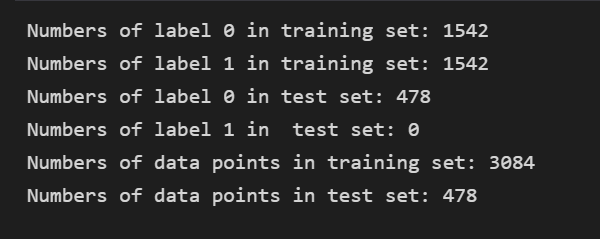 Numbers of label 0 in training set: 1542
Numbers of label 1 in training set: 1542
Numbers of label 0 in test set: 478
Numbers of label 1 in  test set: 0
Numbers of data points in training set: 3084
Numbers of data points in test set: 478